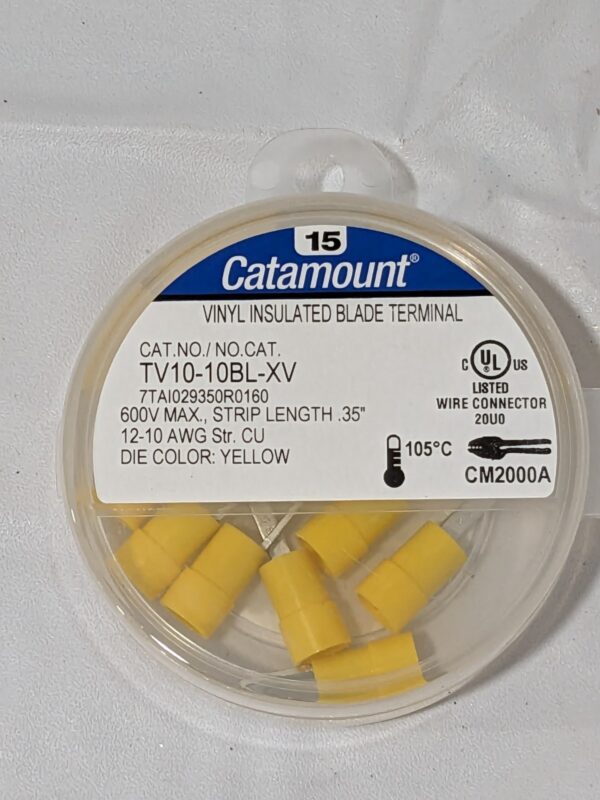 15
Catamount®
VINYL INSULATED BLADE TERMINAL
CAT.NO./ NO.CAT.
TV10-10BL-XV
7TAI029350R0160
600V MAX., STRIP LENGTH .35"
12-10 AWG Str. CU
DIE COLOR: YELLOW
C UL US
LISTED
WIRE CONNECTOR
20U0
105°C
CM2000A